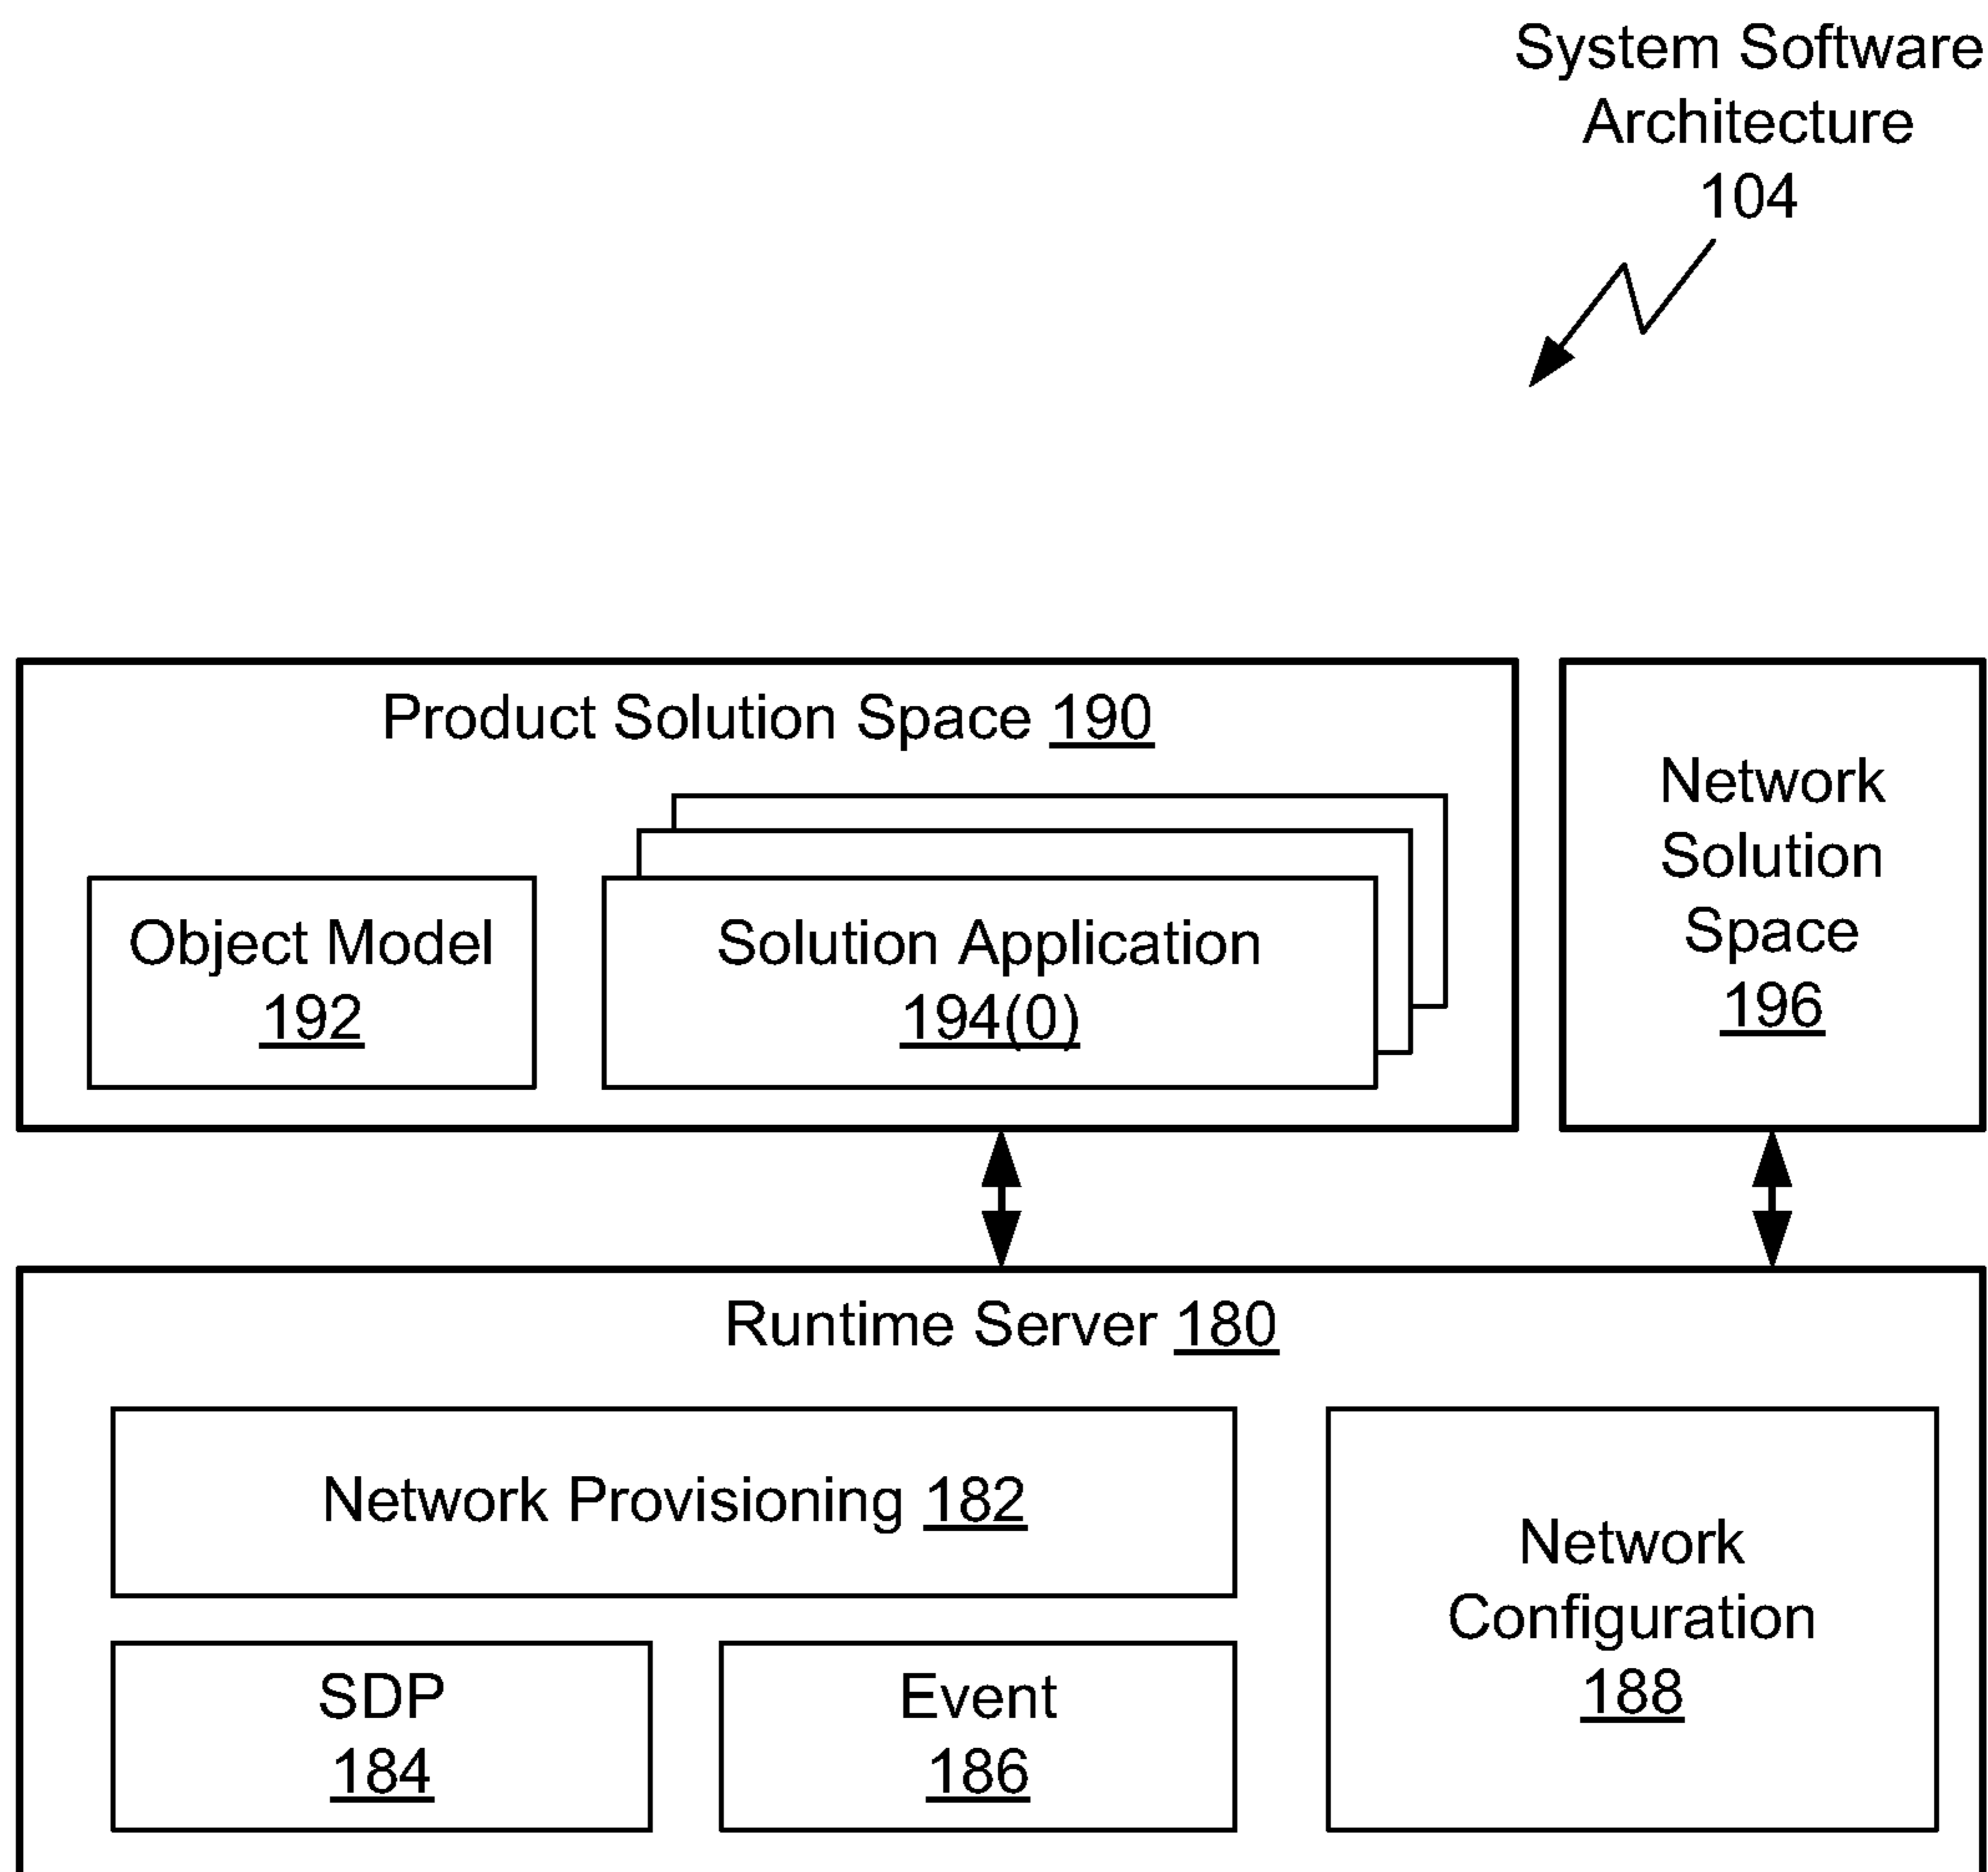 System Software
Architecture
104
Product Solution Space 190
Network
Solution
Space
196
Object Model
192
Solution Application
194(0)
Runtime Server 180
Network Provisioning 182
Network
Configuration
188
SDP
184
Event
186